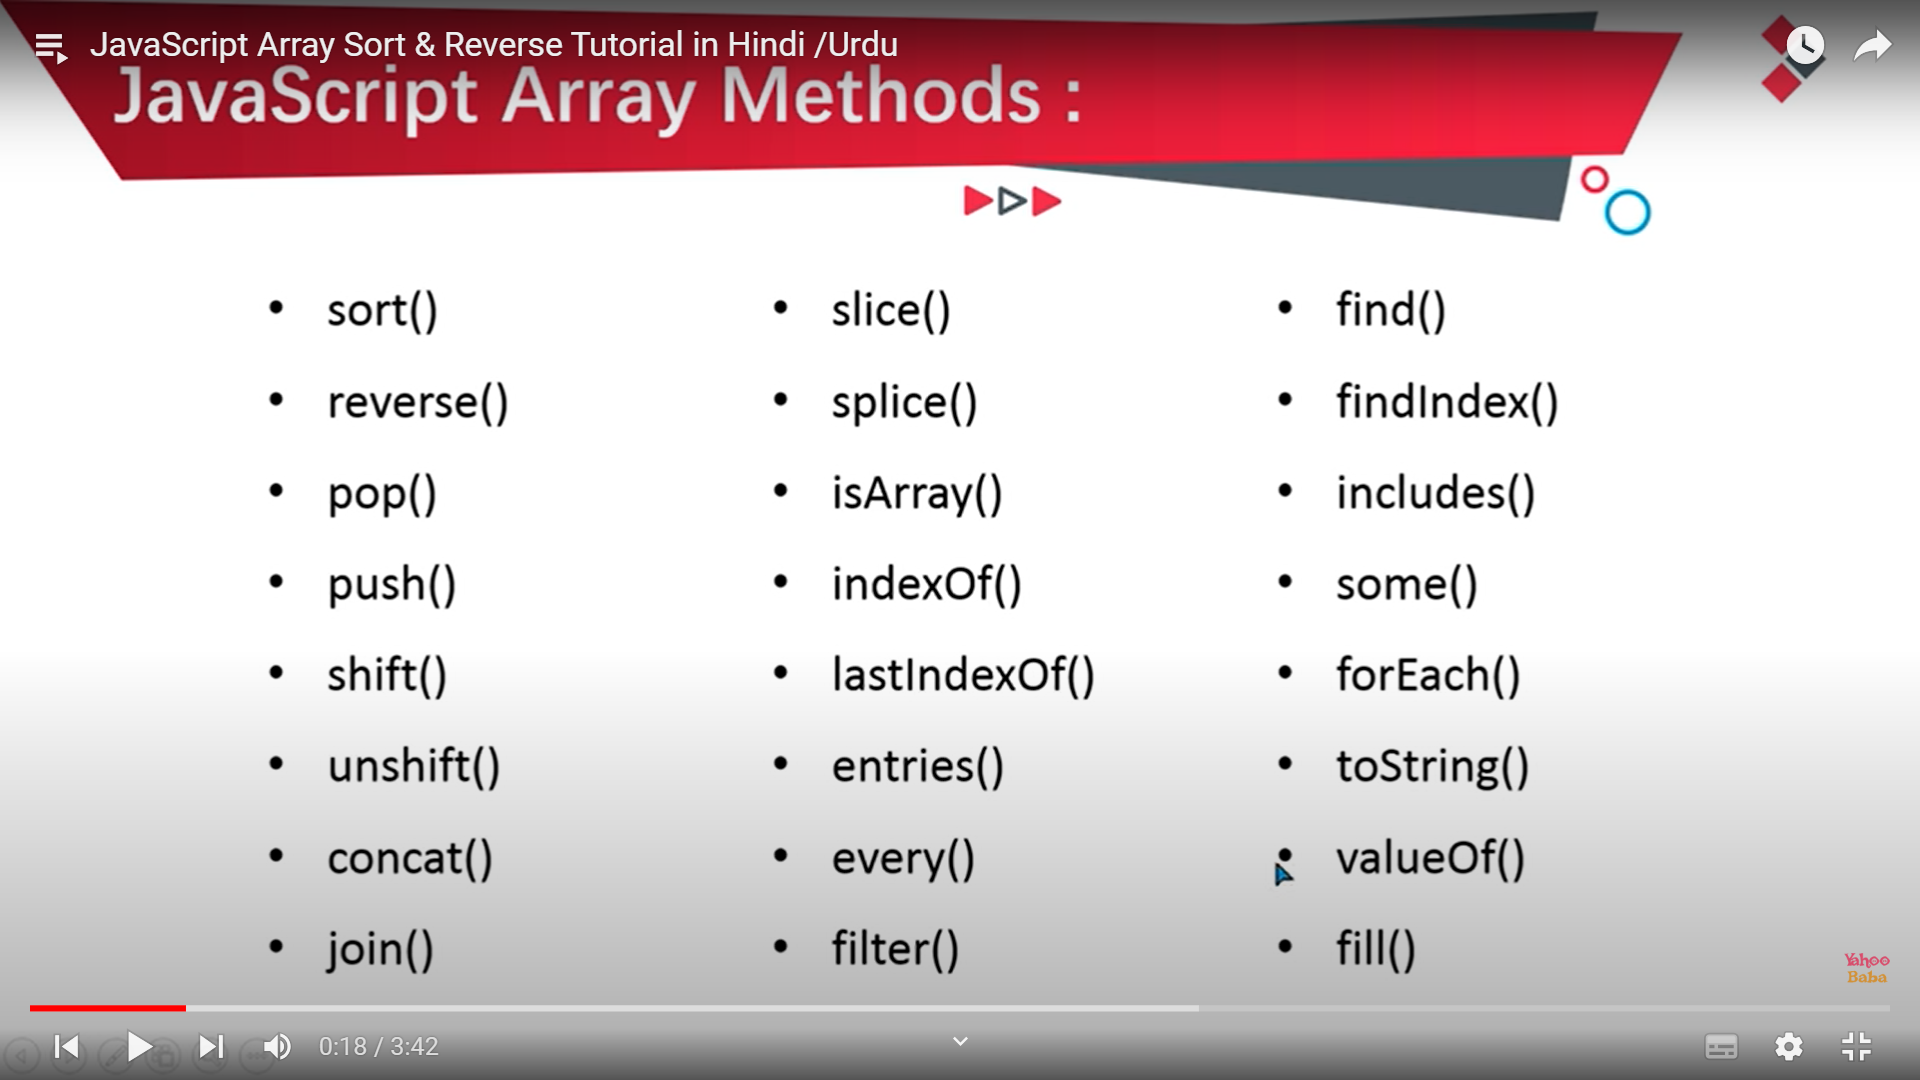 JavaScript Array Sort & Reverse Tutorial in Hindi /Urdu
JavaScript Array Methods :
• sort()
• reverse()
• pop()
• push()
• shift()
• unshift()
• concat()
• join()
• slice()
• splice()
• isArray()
• indexOf()
• lastIndexOf()
• entries()
• every()
• filter()
• find()
• findIndex()
• includes()
• some()
• forEach()
• toString()
• valueOf()
• fill()
Yahoo
Baba
0:18 / 3:42